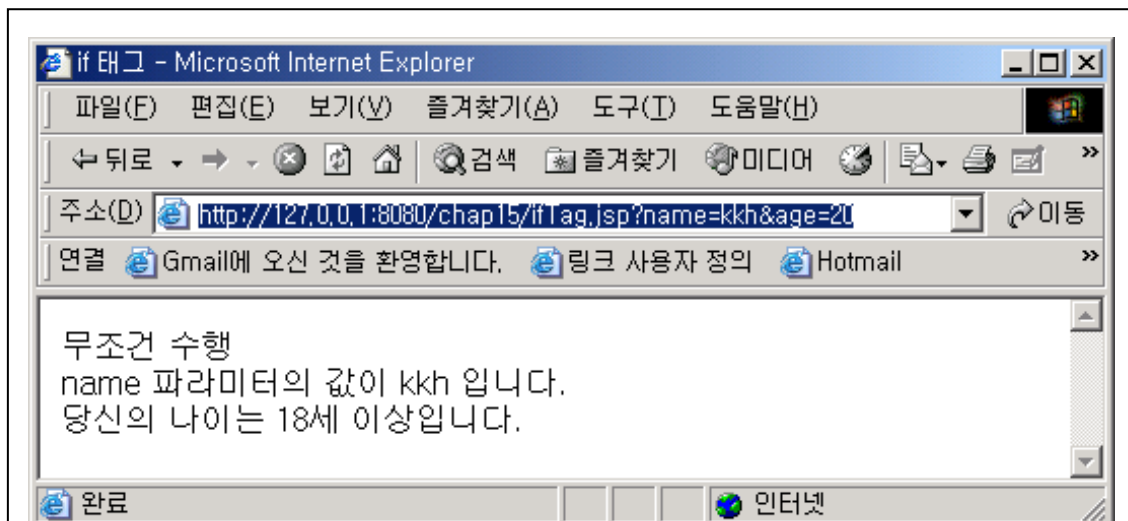 if 태그 - Microsoft Internet Explorer
파일(F) 편집(E) 보기(V) 즐겨찾기(A) 도구(T) 도움말(H)
뒤로 검색 즐겨찾기 미디어 »
주소(D) http://127.0.0.1:8080/chap15/ifTag.jsp?name=kkh&age=20 이동
연결 Gmail에 오신 것을 환영합니다. 링크 사용자 정의 Hotmail »
무조건 수행
name 파라미터의 값이 kkh 입니다.
당신의 나이는 18세 이상입니다.
완료 인터넷